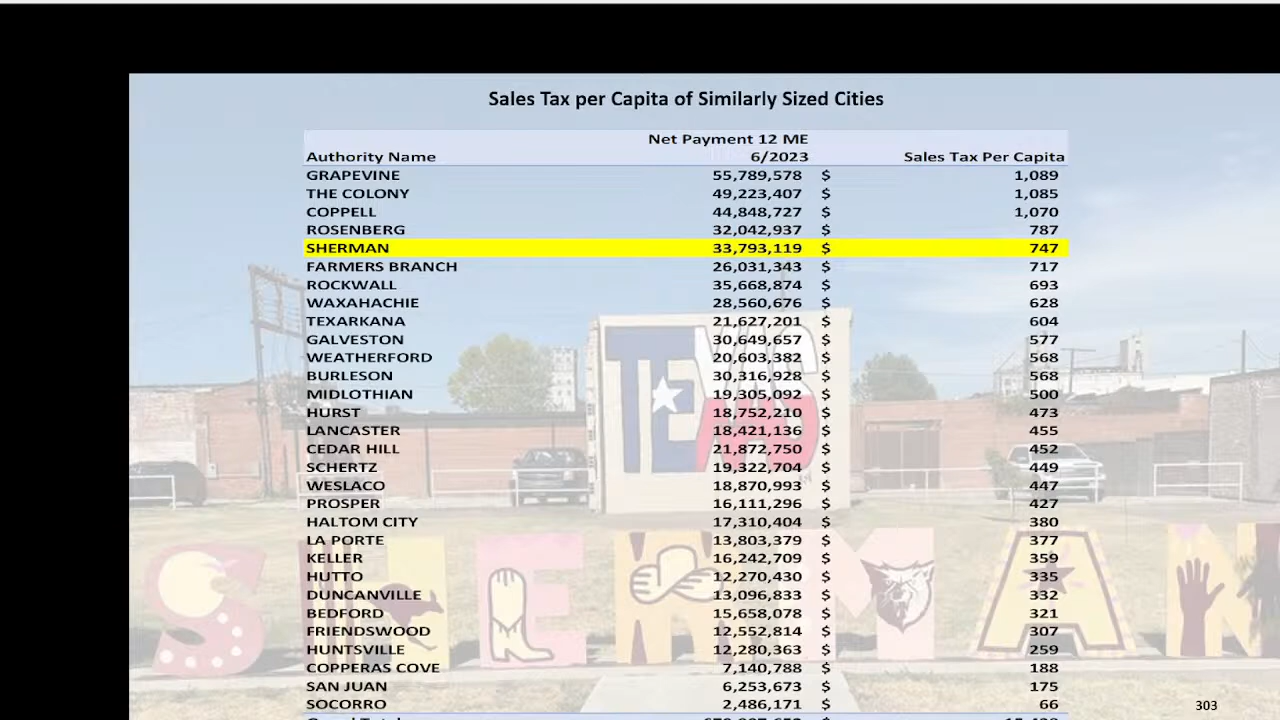 Sales Tax per Capita of Similarly Sized Cities
Net Payment 12 ME
Authority Name 6/2023 Sales Tax Per Capita
GRAPEVINE 55,789,578 $ 1,089
THE COLONY 49,223,407 $ 1,085
COPPELL 44,848,727 $ 1,070
ROSENBERG 32,042,937 $ 787
SHERMAN 33,793,119 $ 747
FARMERS BRANCH 26,031,343 $ 717
ROCKWALL 35,668,874 $ 693
WAXAHACHIE 28,560,676 $ 628
TEXARKANA 21,627,201 $ 604
GALVESTON 30,649,657 $ 577
WEATHERFORD 20,603,382 $ 568
BURLESON 30,316,928 $ 568
MIDLOTHIAN 19,305,092 $ 500
HURST 18,752,210 $ 473
LANCASTER 18,421,136 $ 455
CEDAR HILL 21,872,750 $ 452
SCHERTZ 19,322,704 $ 449
WESLACO 18,870,993 $ 447
PROSPER 16,111,296 $ 427
HALTOM CITY 17,310,404 $ 380
LA PORTE 13,803,379 $ 377
KELLER 16,242,709 $ 359
HUTTO 12,270,430 $ 335
DUNCANVILLE 13,096,833 $ 332
BEDFORD 15,658,078 $ 321
FRIENDSWOOD 12,552,814 $ 307
HUNTSVILLE 12,280,363 $ 259
COPPERAS COVE 7,140,788 $ 188
SAN JUAN 6,253,673 $ 175
SOCORRO 2,486,171 $ 66
303
TEXAS
SHERMAN